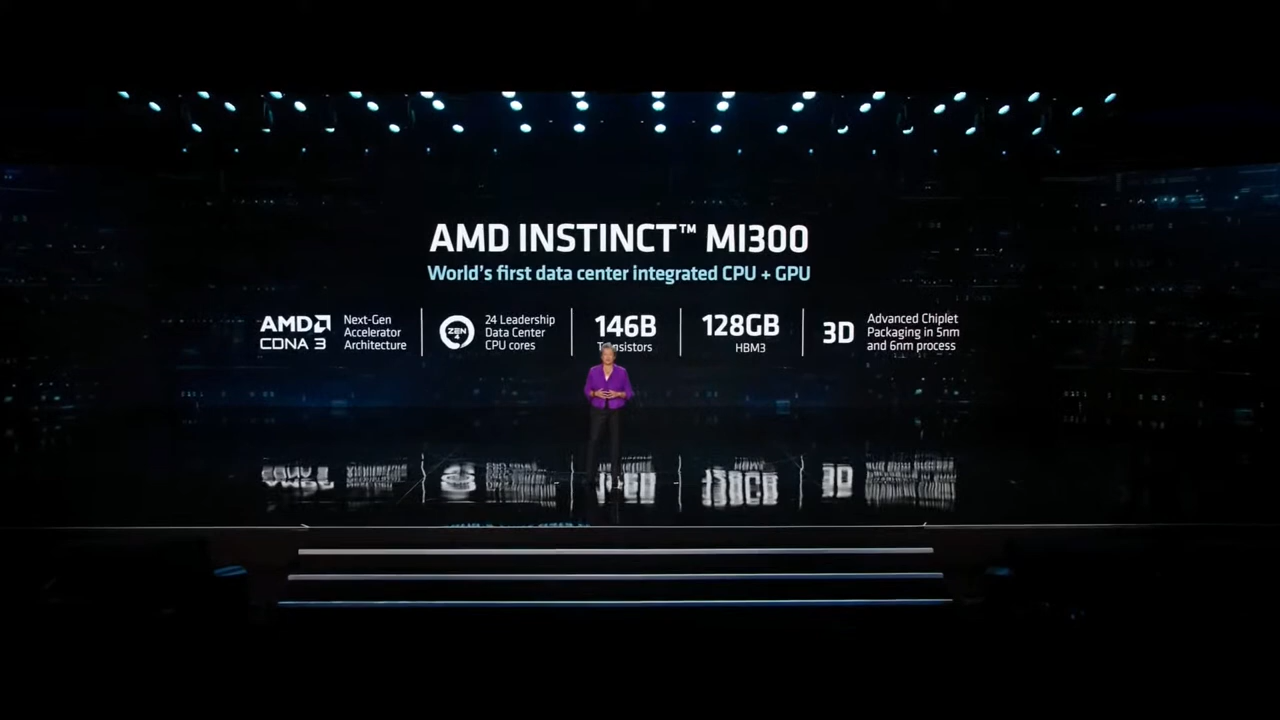 AMD INSTINCT™ MI300
World's first data center integrated CPU + GPU
AMD
CDNA 3
Next-Gen
Accelerator
Architecture
ZEN
4
24 Leadership
Data Center
CPU cores
146B
Transistors
128GB
HBM3
3D
Advanced Chiplet
Packaging in 5nm
and 6nm process